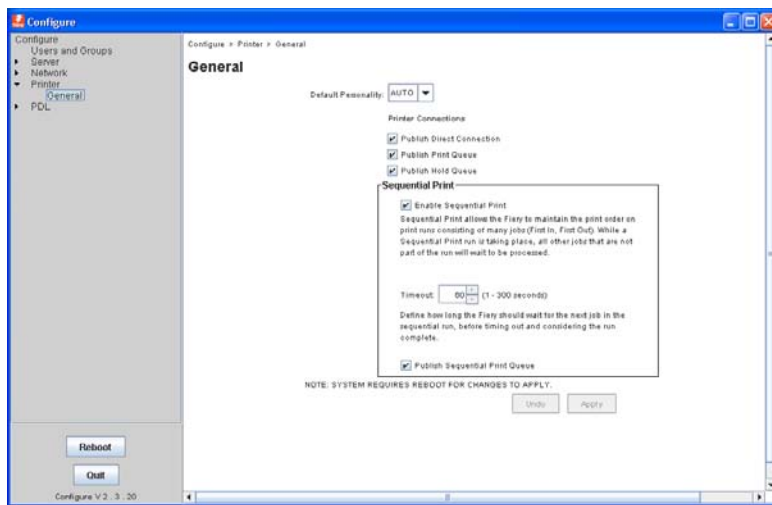 Configure
Configure
Users and Groups
Server
Network
Printer
General
PDL
Configure > Printer > General
General
Default Personality: AUTO
Printer Connections
Publish Direct Connection
Publish Print Queue
Publish Hold Queue
Sequential Print
Enable Sequential Print
Sequential Print allows the Fiery to maintain the print order on
print runs consisting of many jobs (First In, First Out). While a
Sequential Print run is taking place, all other jobs that are not
part of the run will wait to be processed.
Timeout: 60 (1 - 300 seconds)
Define how long the Fiery should wait for the next job in the
sequential run, before timing out and considering the run
complete.
Publish Sequential Print Queue
NOTE: SYSTEM REQUIRES REBOOT FOR CHANGES TO APPLY.
Undo Apply
Reboot
Quit
Configure V 2 . 3 . 20